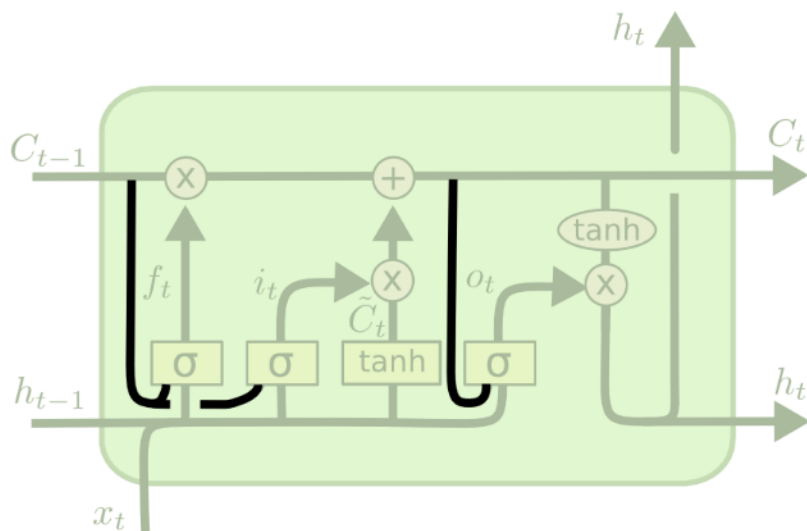 h_t
C_{t-1} × + C_t
tanh
f_t i_t × o_t ×
C̃_t
σ σ tanh σ
h_{t-1} h_t
x_t